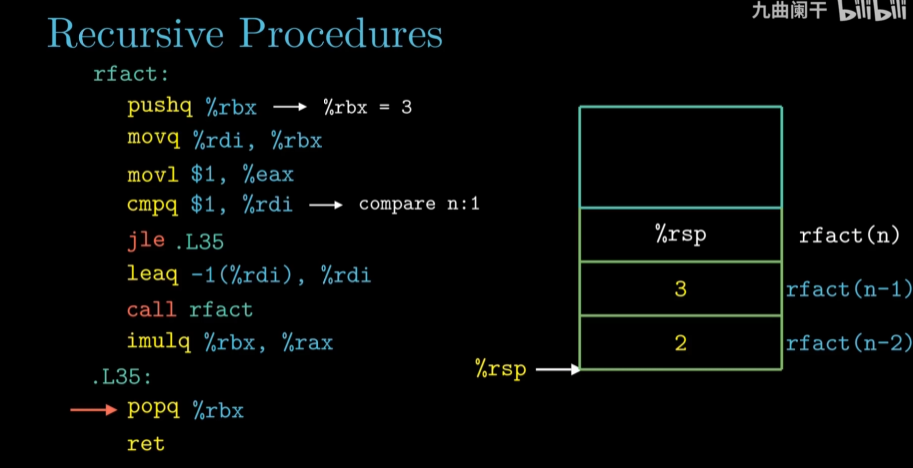 九曲阑干 bilibili
Recursive Procedures
rfact:
pushq %rbx → %rbx = 3
movq %rdi, %rbx
movl $1, %eax
cmpq $1, %rdi → compare n:1
jle .L35
leaq -1(%rdi), %rdi
call rfact
imulq %rbx, %rax
.L35:
popq %rbx
ret
%rsp rfact(n)
3 rfact(n-1)
2 rfact(n-2)
%rsp